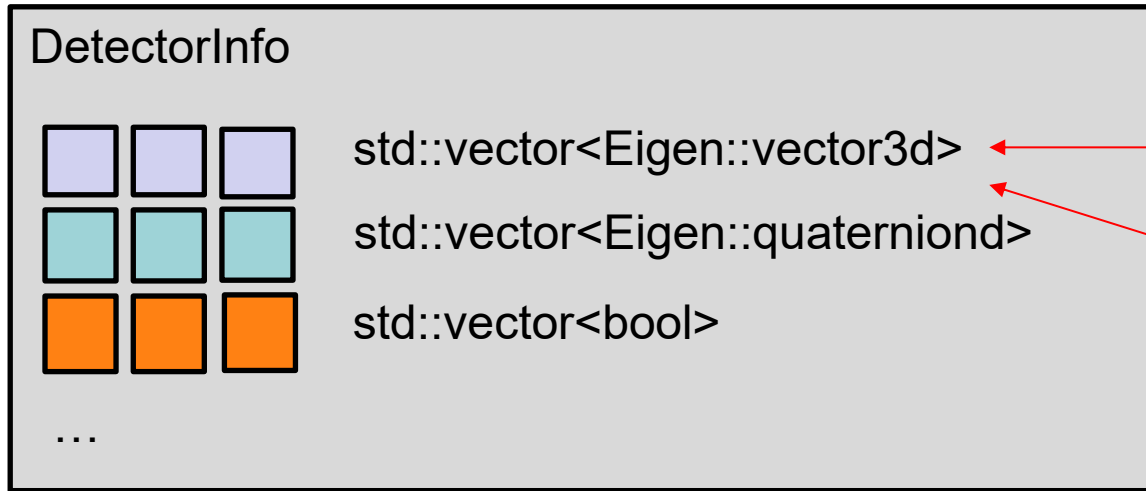 DetectorInfo
std::vector<Eigen::vector3d>
std::vector<Eigen::quaterniond>
std::vector<bool>
…